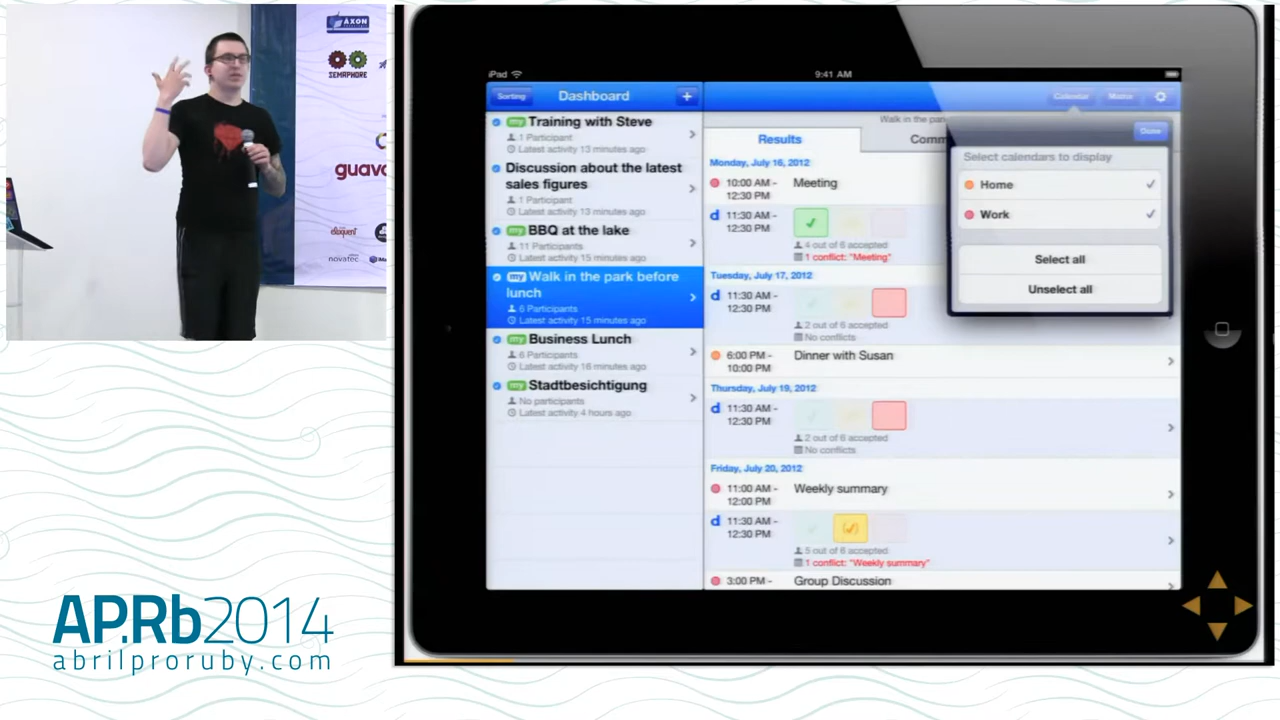 AXON
SEMAPHORE
guava
eloquent
novatec
AP.Rb2014
abrilproruby.com
iPad
9:41 AM
Sorting
Dashboard
+
my Training with Steve
1 Participant
Latest activity 13 minutes ago
Discussion about the latest
sales figures
1 Participant
Latest activity 13 minutes ago
my BBQ at the lake
11 Participants
Latest activity 15 minutes ago
my Walk in the park before
lunch
6 Participants
Latest activity 15 minutes ago
my Business Lunch
6 Participants
Latest activity 16 minutes ago
my Stadtbesichtigung
No participants
Latest activity 4 hours ago
Calendar
Walk in the park
Results
Comm
Monday, July 16, 2012
10:00 AM -
12:30 PM
Meeting
d 11:30 AM -
12:30 PM
4 out of 6 accepted
1 conflict: "Meeting"
Tuesday, July 17, 2012
d 11:30 AM -
12:30 PM
2 out of 6 accepted
No conflicts
6:00 PM -
10:00 PM
Dinner with Susan
Thursday, July 19, 2012
d 11:30 AM -
12:30 PM
2 out of 6 accepted
No conflicts
Friday, July 20, 2012
11:00 AM -
12:00 PM
Weekly summary
d 11:30 AM -
12:30 PM
5 out of 6 accepted
1 conflict: "Weekly summary"
3:00 PM -
Group Discussion
Done
Select calendars to display
Home
Work
Select all
Unselect all